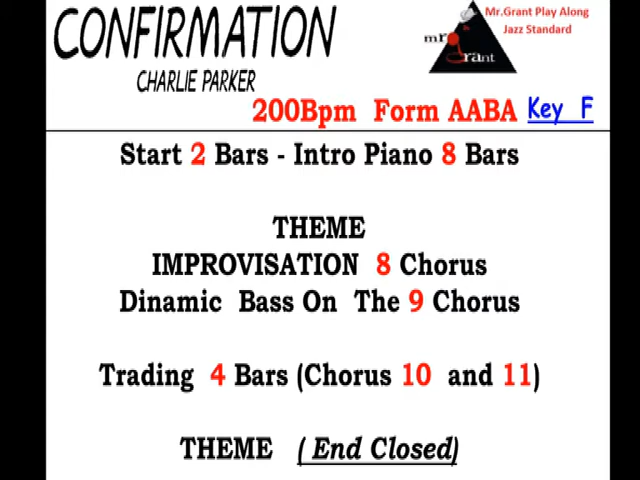 CONFIRMATION
CHARLIE PARKER
mr grant
Mr.Grant Play Along
Jazz Standard
200Bpm Form AABA Key F
Start 2 Bars - Intro Piano 8 Bars
THEME
IMPROVISATION 8 Chorus
Dinamic Bass On The 9 Chorus
Trading 4 Bars (Chorus 10 and 11)
THEME ( End Closed)